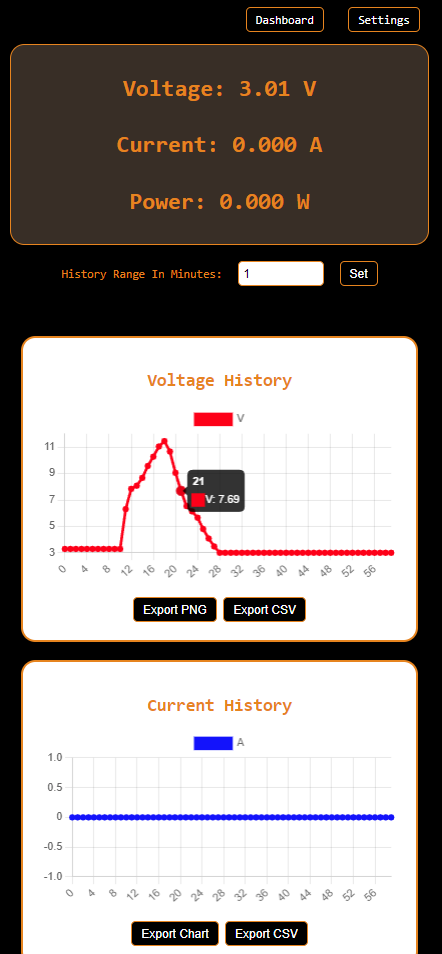 Dashboard Settings
Voltage: 3.01 V
Current: 0.000 A
Power: 0.000 W
History Range In Minutes: 1 Set
Voltage History
V
11
9
7
5
3
21
V: 7.69
0 4 8 12 16 20 24 28 32 36 40 44 48 52 56
Export PNG Export CSV
Current History
A
1.0
0.5
0
-0.5
-1.0
0 4 8 12 16 20 24 28 32 36 40 44 48 52 56
Export Chart Export CSV